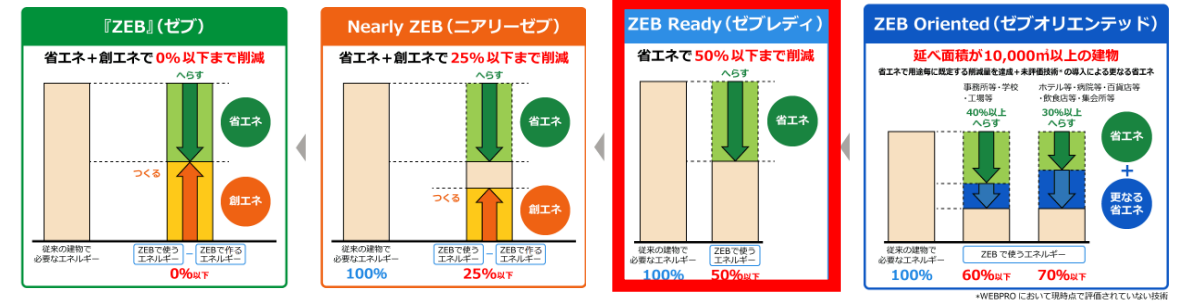 『ZEB』(ゼブ)
省エネ+創エネで0%以下まで削減
へらす
省エネ
つくる
創エネ
従来の建物で
必要なエネルギー
ZEBで使う
エネルギー
−
ZEBで作る
エネルギー
0%以下
Nearly ZEB(ニアリーゼブ)
省エネ+創エネで25%以下まで削減
へらす
省エネ
つくる
創エネ
従来の建物で
必要なエネルギー
100%
ZEBで使う
エネルギー
−
ZEBで作る
エネルギー
25%以下
ZEB Ready(ゼブレディ)
省エネで50%以下まで削減
へらす
省エネ
従来の建物で
必要なエネルギー
100%
ZEBで使う
エネルギー
50%以下
ZEB Oriented(ゼブオリエンテッド)
延べ面積が10,000㎡以上の建物
省エネで用途毎に既定する削減量を達成+未評価技術*の導入による更なる省エネ
事務所等・学校
・工場等
40%以上
へらす
ホテル等・病院等・百貨店等
・飲食店等・集会所等
30%以上
へらす
省エネ
+
更なる
省エネ
従来の建物で
必要なエネルギー
100%
ZEBで使うエネルギー
60%以下
70%以下
*WEBPROにおいて現時点で評価されていない技術